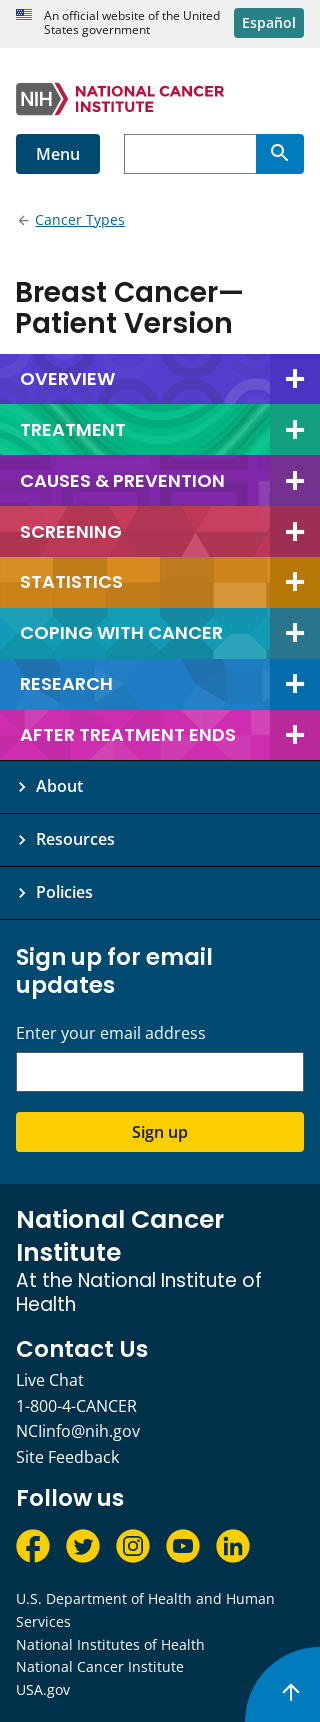 An official website of the United
States government
Español
NIH
NATIONAL CANCER
INSTITUTE
Menu
Cancer Types
Breast Cancer—
Patient Version
OVERVIEW
TREATMENT
CAUSES & PREVENTION
SCREENING
STATISTICS
COPING WITH CANCER
RESEARCH
AFTER TREATMENT ENDS
About
Resources
Policies
Sign up for email
updates
Enter your email address
Sign up
National Cancer
Institute
At the National Institute of
Health
Contact Us
Live Chat
1-800-4-CANCER
NCIinfo@nih.gov
Site Feedback
Follow us
U.S. Department of Health and Human
Services
National Institutes of Health
National Cancer Institute
USA.gov